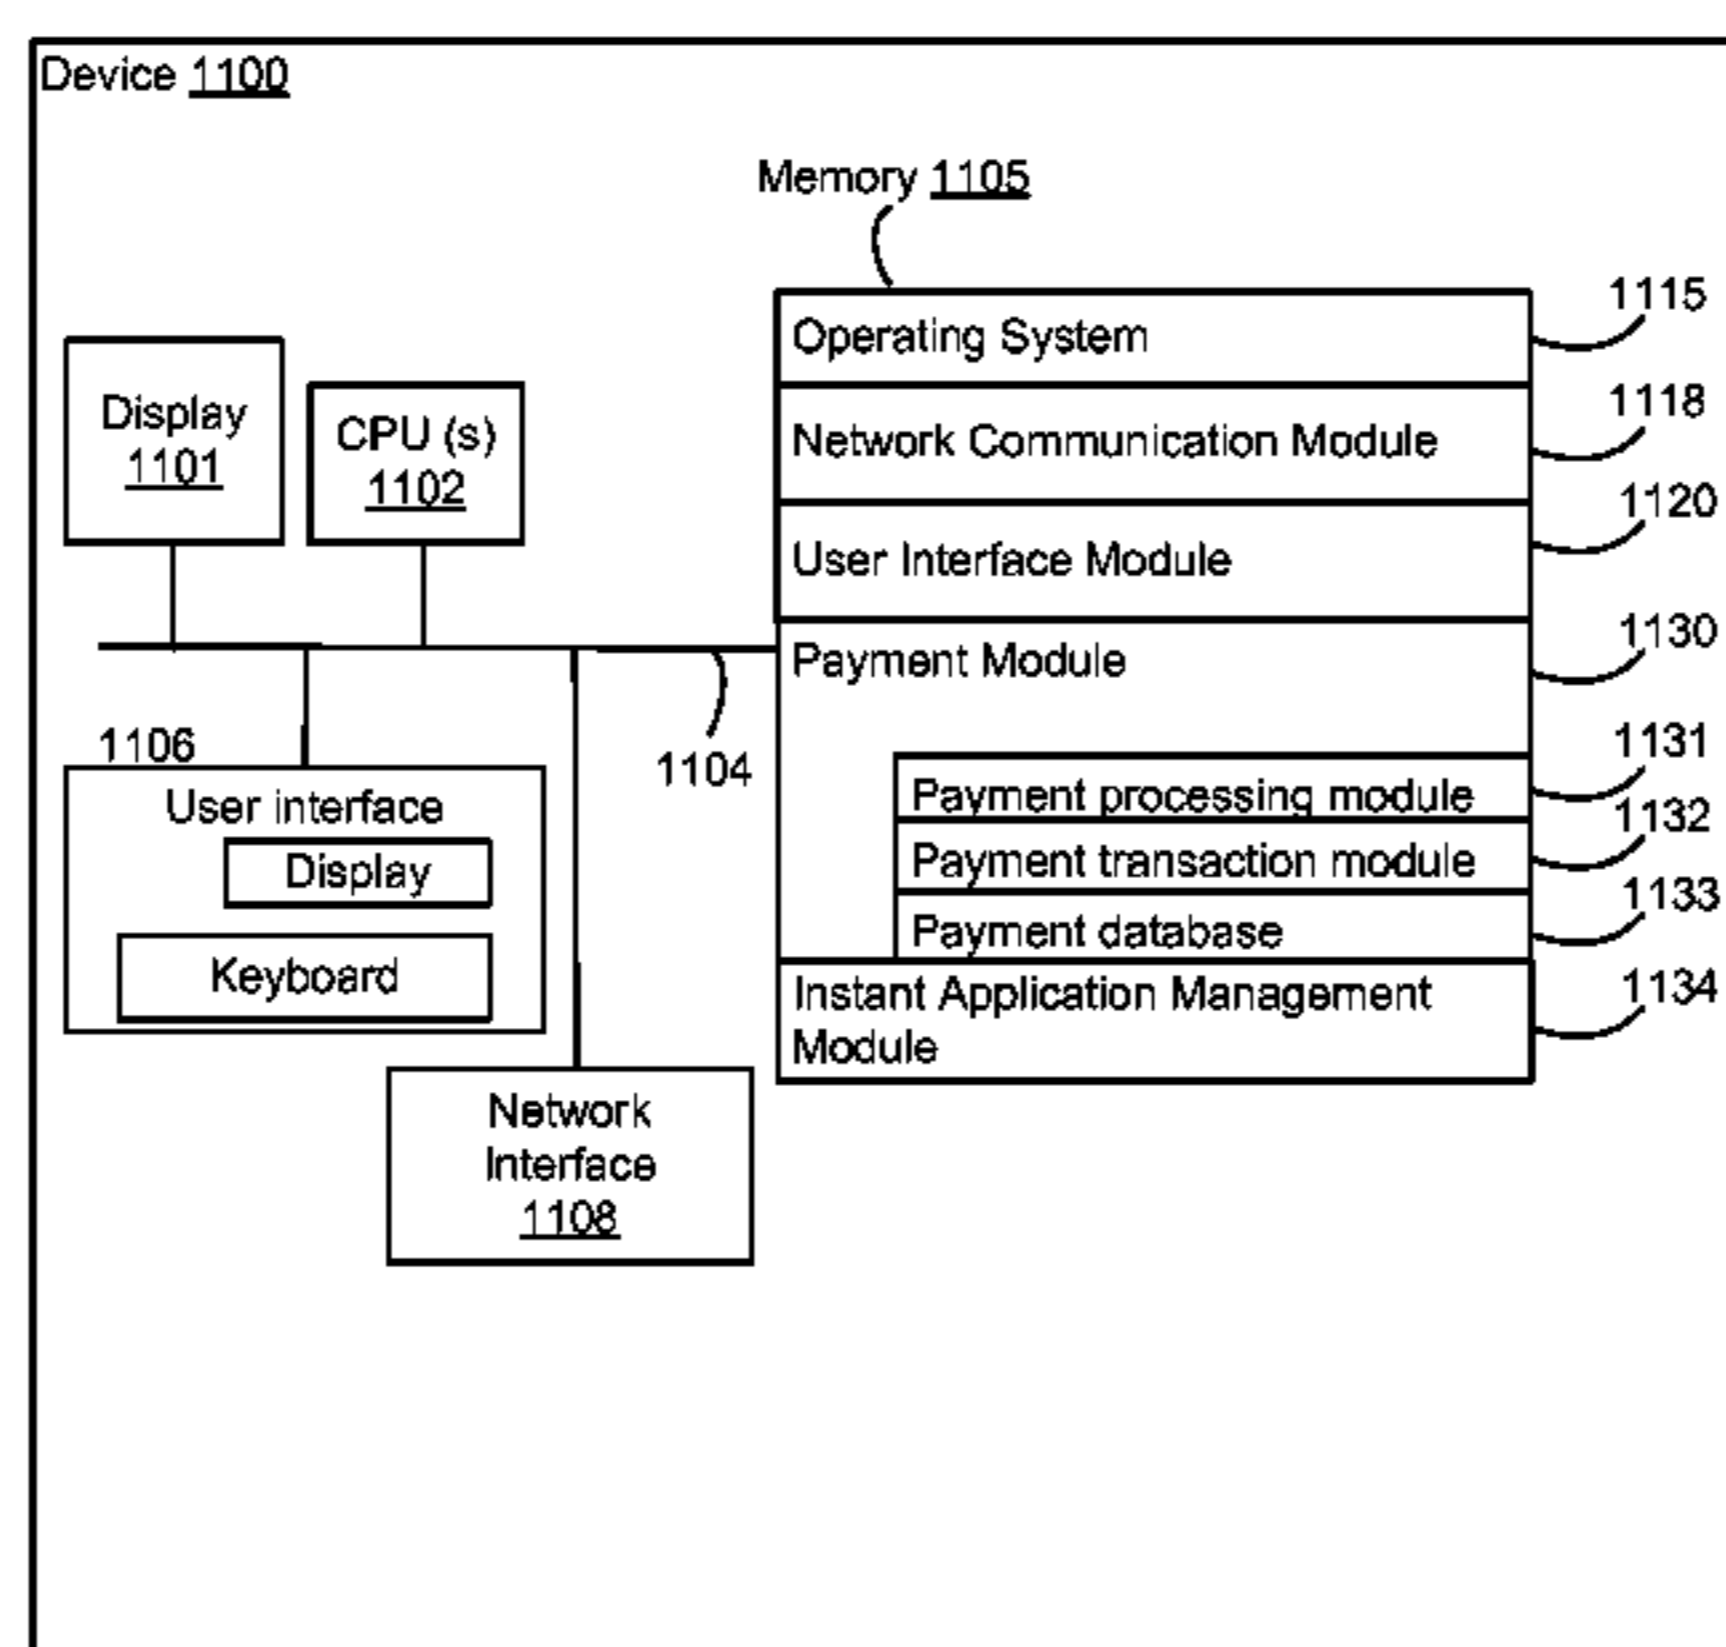 Device 1100
Memory 1105
Operating System
1115
Network Communication Module
1118
User Interface Module
1120
Payment Module
1130
Payment processing module
1131
Payment transaction module
1132
Payment database
1133
Instant Application Management
Module
1134
Display
1101
CPU (s)
1102
1104
1106
User interface
Display
Keyboard
Network
Interface
1108